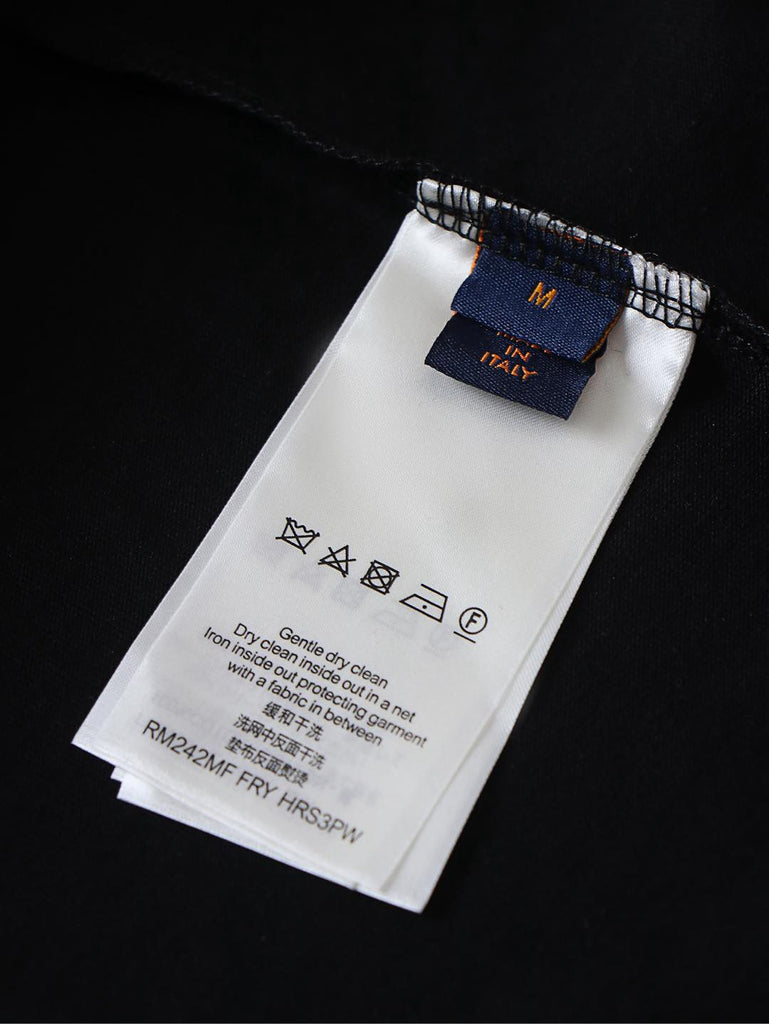 M
IN
ITALY
F
Gentle dry clean
Dry clean inside out in a net
Iron inside out protecting garment
with a fabric in between
缓和干洗
洗网中反面干洗
垫布反面熨烫
RM242MF FRY HRS3PW